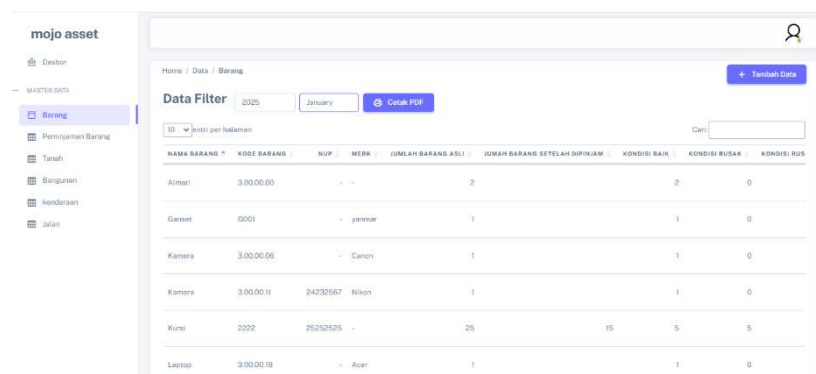 mojo asset
Dasbor
MASTER DATA
Barang
Peminjaman Barang
Tanah
Bangunan
kendaraan
Jalan
Home / Data / Barang
+ Tambah Data
Data Filter 2025 January Cetak PDF
10 entri per halaman
Cari:
NAMA BARANG KODE BARANG NUP MERK JUMLAH BARANG ASLI JUMAH BARANG SETELAH DIPINJAM KONDISI BAIK KONDISI RUSAK KONDISI RUS
Almari 3.00.00.00 - - 2 2 0
Ganset G001 - yanmar 1 1 0
Kamera 3.00.00.06 - Canon 1 1 0
Kamera 3.00.00.11 24232567 Nikon 1 1 0
Kursi 2222 25252525 - 25 15 5 5
Laptop 3.00.00.18 - Acer 1 1 0